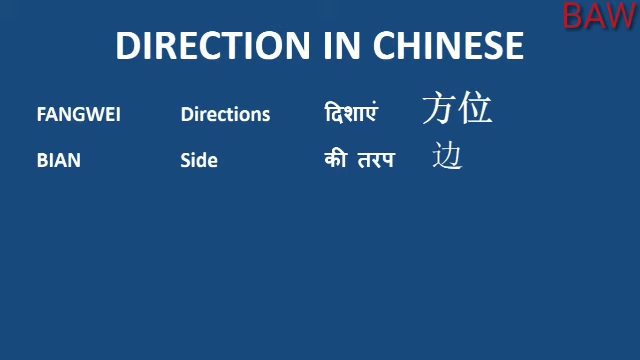 BAW
DIRECTION IN CHINESE
FANGWEI Directions दिशाएं 方位
BIAN Side की तरप 边